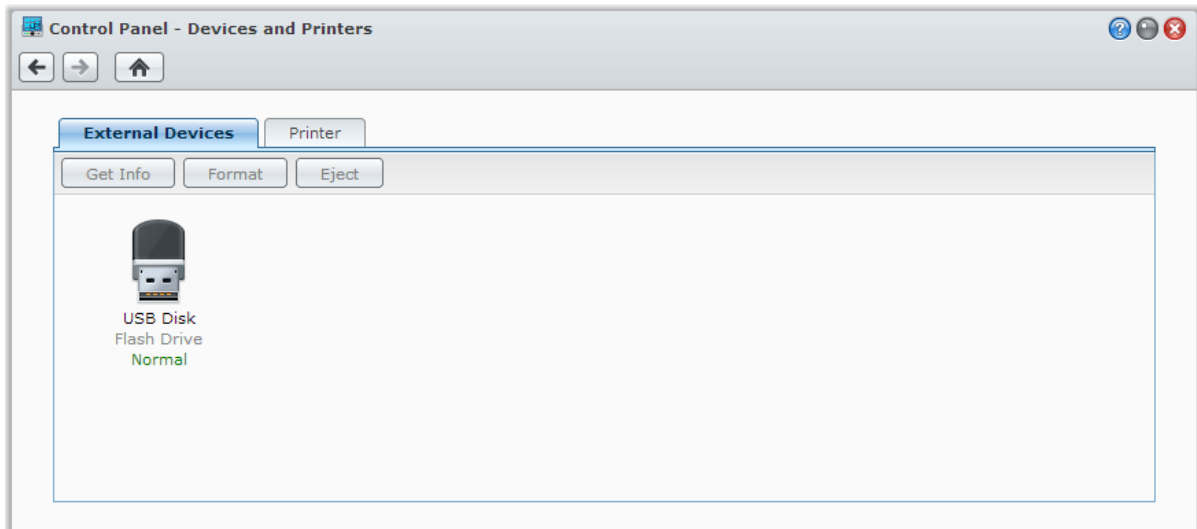 Control Panel - Devices and Printers
External Devices Printer
Get Info Format Eject
USB Disk
Flash Drive
Normal